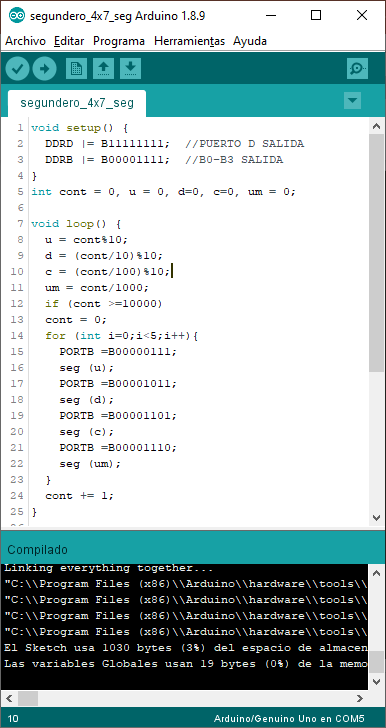 segundero_4x7_seg Arduino 1.8.9
Archivo Editar Programa Herramientas Ayuda
segundero_4x7_seg
1 void setup() {
2 DDRD |= B11111111; //PUERTO D SALIDA
3 DDRB |= B00001111; //B0-B3 SALIDA
4 }
5 int cont = 0, u = 0, d=0, c=0, um = 0;
6
7 void loop() {
8 u = cont%10;
9 d = (cont/10)%10;
10 c = (cont/100)%10;
11 um = cont/1000;
12 if (cont >=10000)
13 cont = 0;
14 for (int i=0;i<5;i++){
15 PORTB =B00000111;
16 seg (u);
17 PORTB =B00001011;
18 seg (d);
19 PORTB =B00001101;
20 seg (c);
21 PORTB =B00001110;
22 seg (um);
23 }
24 cont += 1;
25 }
Compilado
Linking everything together...
"C:\\Program Files (x86)\\Arduino\\hardware\\tools\\
"C:\\Program Files (x86)\\Arduino\\hardware\\tools\\
"C:\\Program Files (x86)\\Arduino\\hardware\\tools\\
"C:\\Program Files (x86)\\Arduino\\hardware\\tools\\
El Sketch usa 1030 bytes (3%) del espacio de almacen
Las variables Globales usan 19 bytes (0%) de la memo
10 Arduino/Genuino Uno en COM5